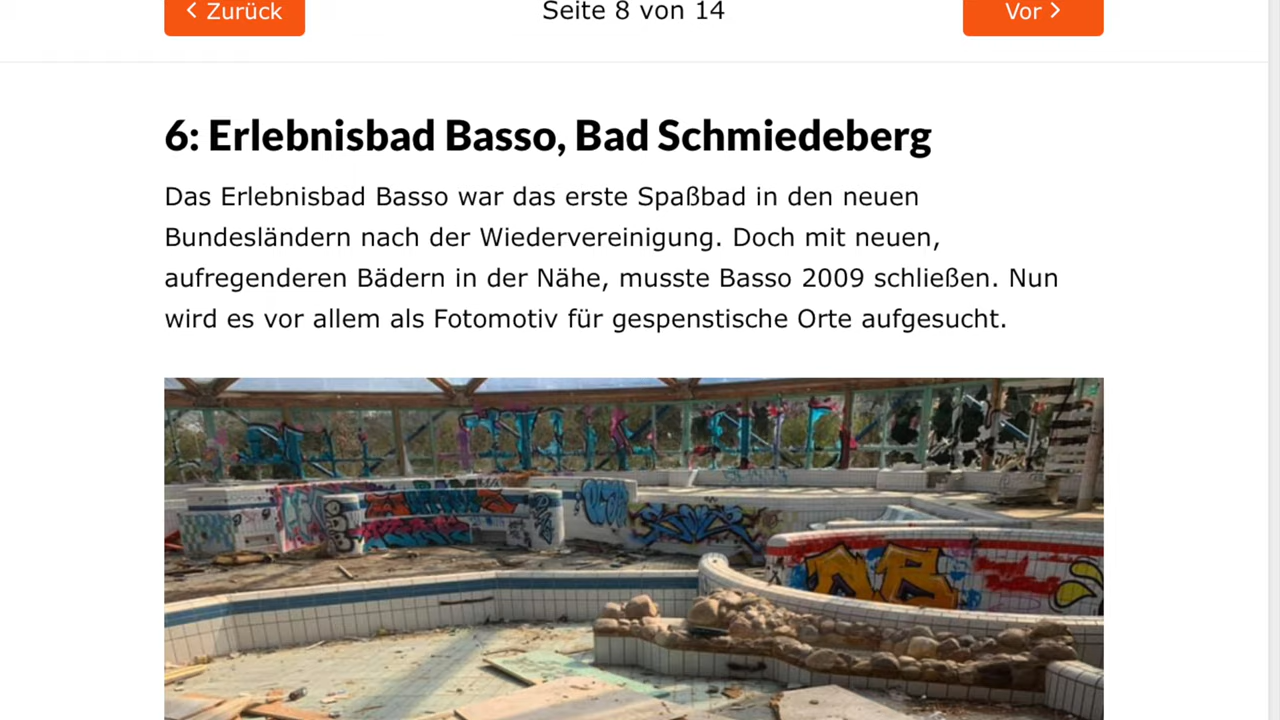 Zurück
Seite 8 von 14
Vor
6: Erlebnisbad Basso, Bad Schmiedeberg
Das Erlebnisbad Basso war das erste Spaßbad in den neuen
Bundesländern nach der Wiedervereinigung. Doch mit neuen,
aufregenderen Bädern in der Nähe, musste Basso 2009 schließen. Nun
wird es vor allem als Fotomotiv für gespenstische Orte aufgesucht.